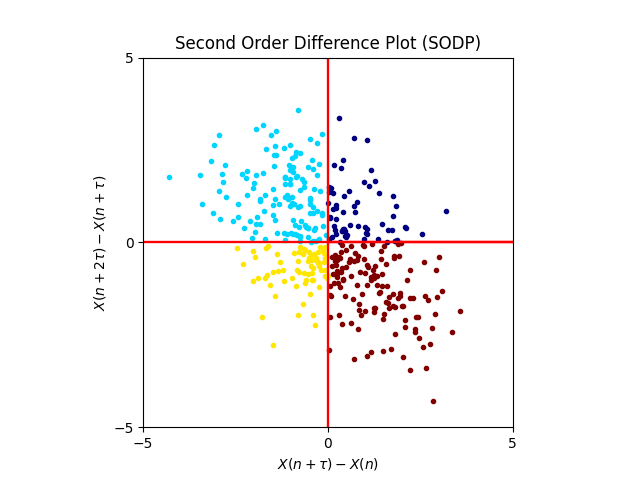 Second Order Difference Plot (SODP)
5
0
−5
X(n + 2τ) − X(n + τ)
−5
0
5
X(n + τ) − X(n)